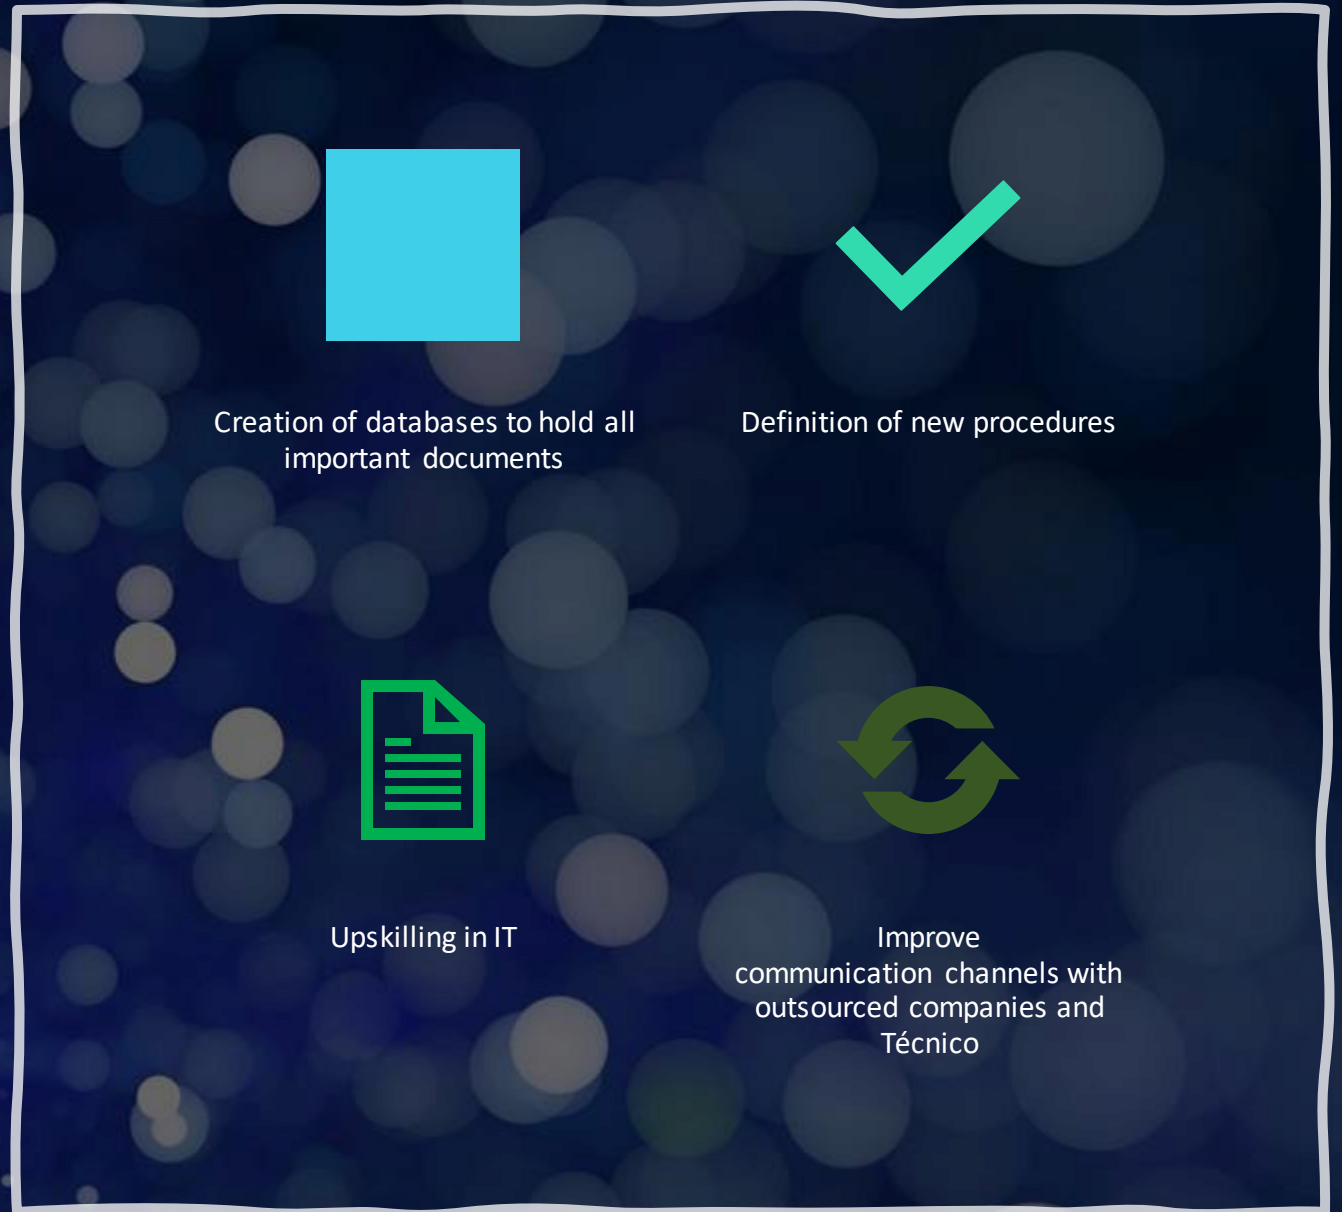 Creation of databases to hold all
important documents
Definition of new procedures
Upskilling in IT
Improve
communication channels with
outsourced companies and
Técnico